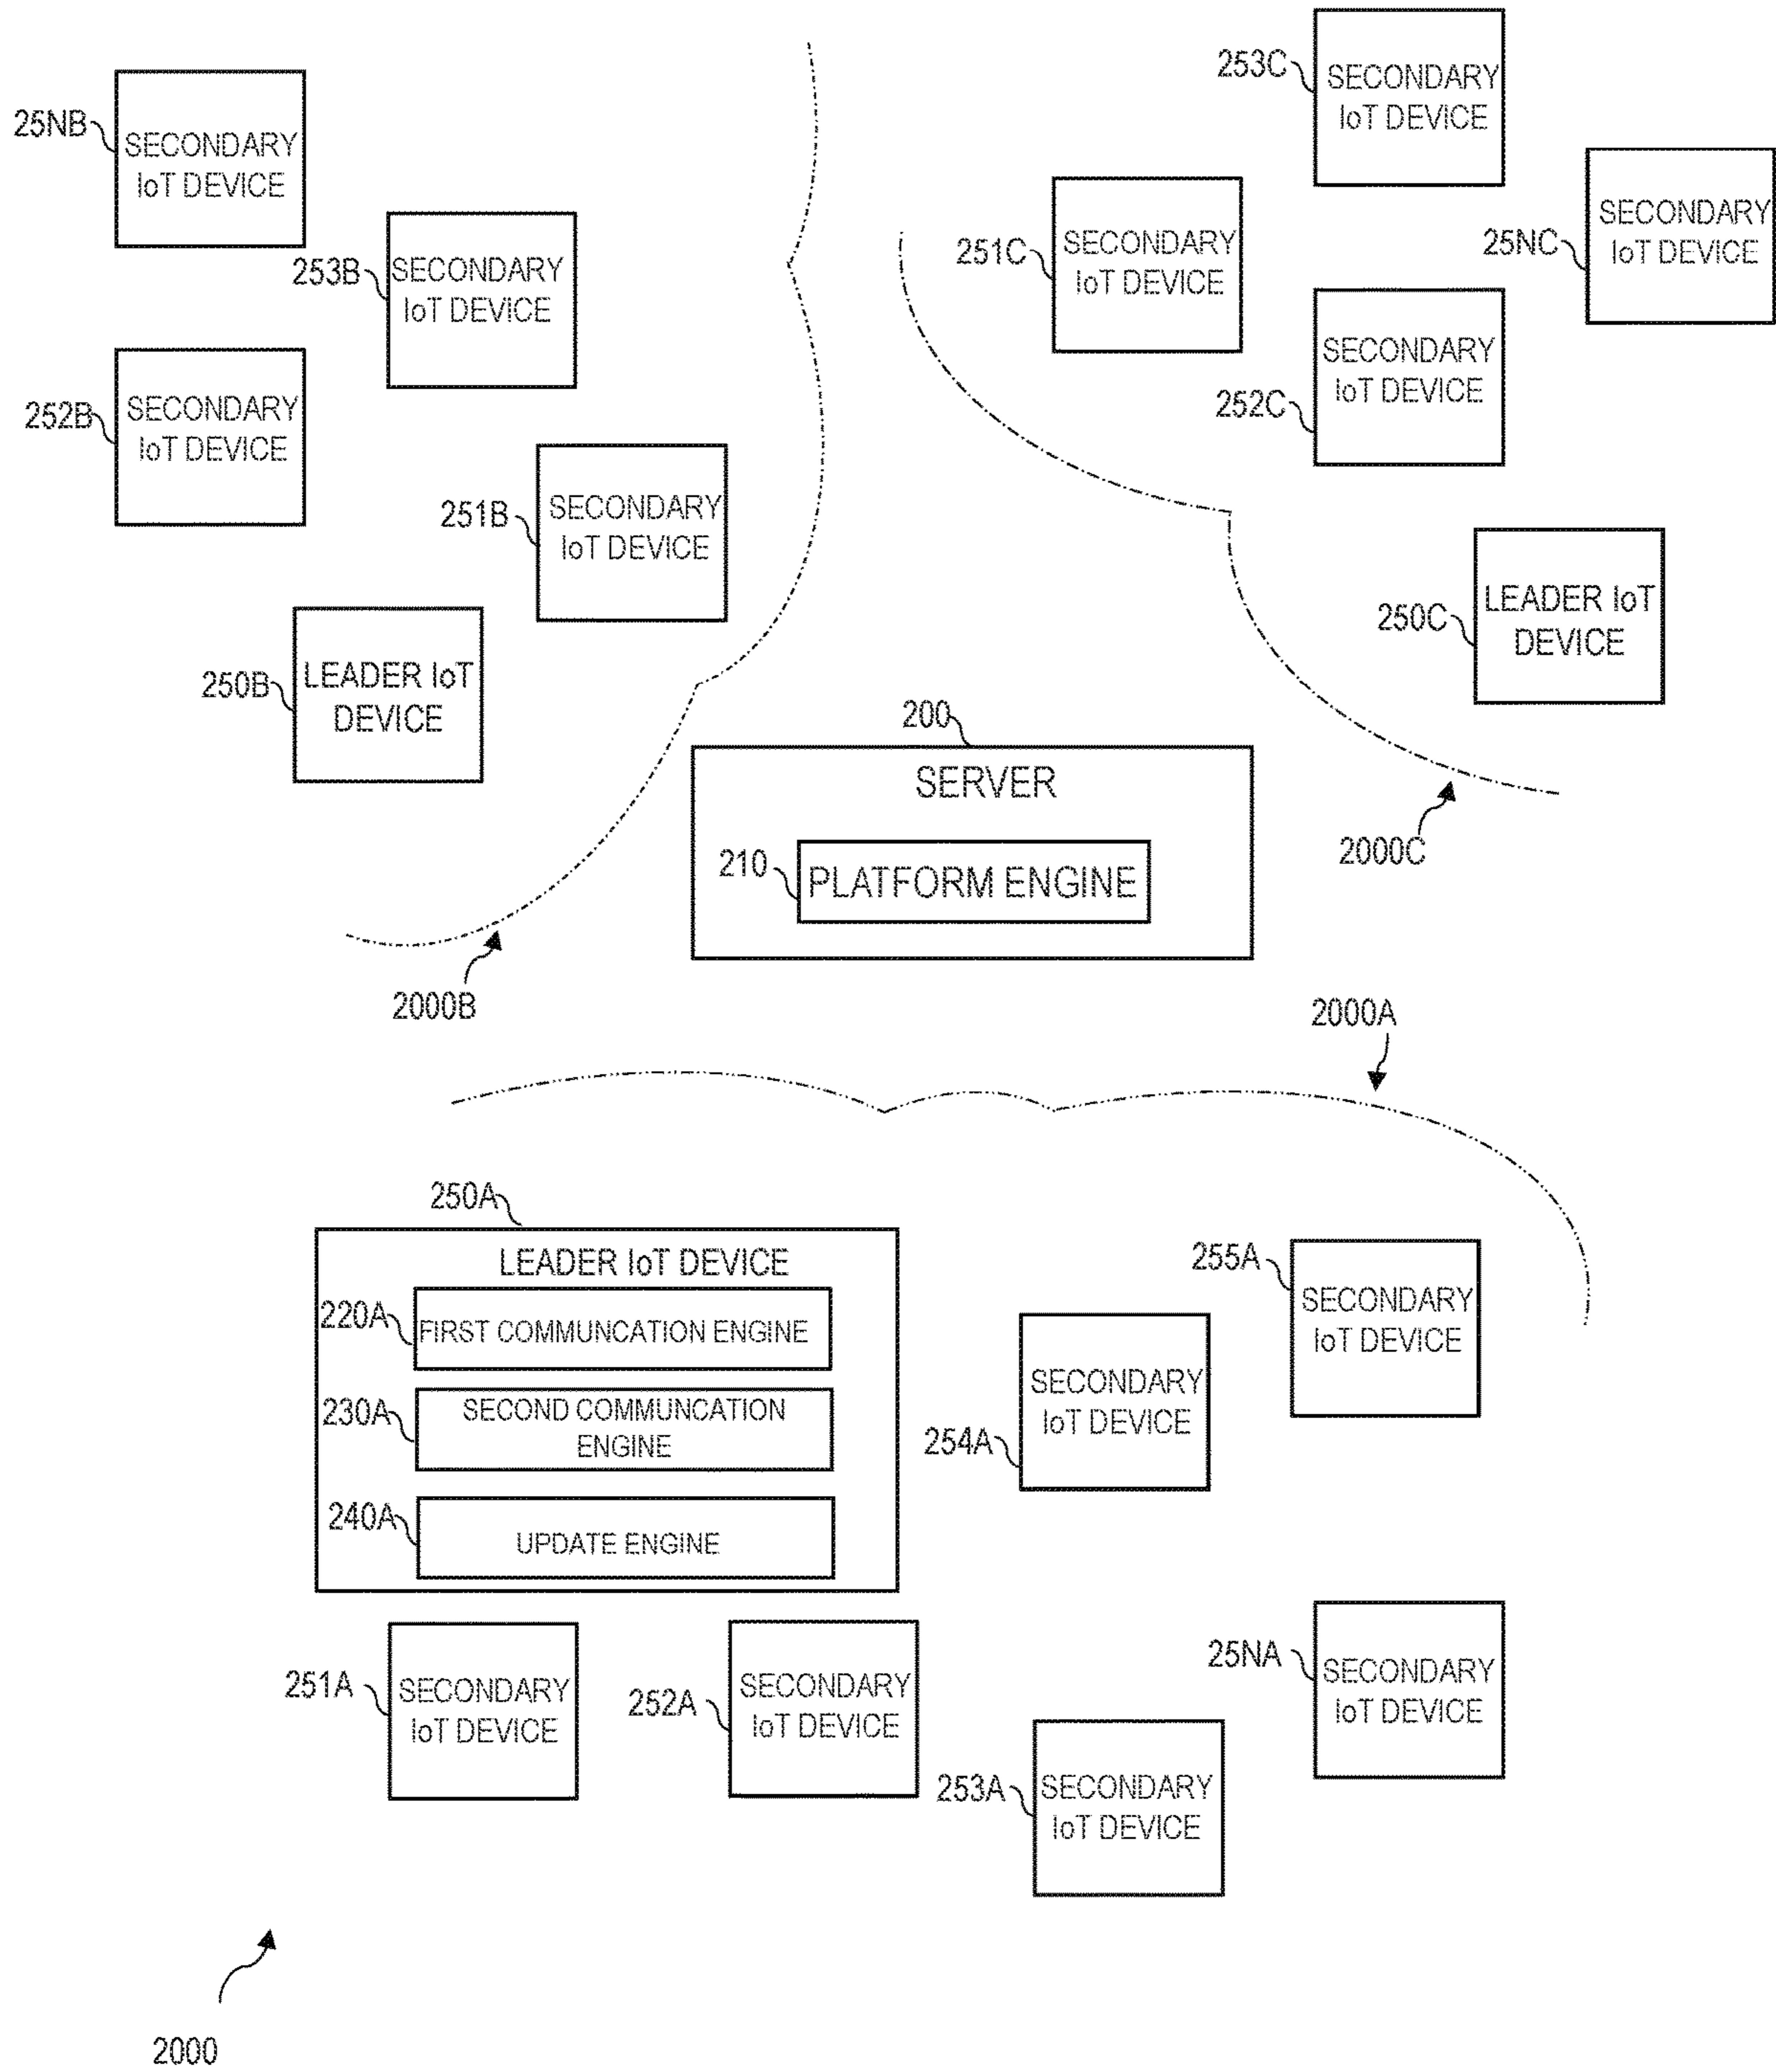 253C
SECONDARY
IoT DEVICE
25NB
SECONDARY
IoT DEVICE
25NC
SECONDARY
IoT DEVICE
251C
SECONDARY
IoT DEVICE
253B
SECONDARY
IoT DEVICE
252C
SECONDARY
IoT DEVICE
252B
SECONDARY
IoT DEVICE
251B
SECONDARY
IoT DEVICE
250C
LEADER IoT
DEVICE
250B
LEADER IoT
DEVICE
200
SERVER
210
PLATFORM ENGINE
2000C
2000B
2000A
250A
LEADER IoT DEVICE
220A
FIRST COMMUNCATION ENGINE
230A
SECOND COMMUNCATION
ENGINE
240A
UPDATE ENGINE
255A
SECONDARY
IoT DEVICE
254A
SECONDARY
IoT DEVICE
251A
SECONDARY
IoT DEVICE
252A
SECONDARY
IoT DEVICE
25NA
SECONDARY
IoT DEVICE
253A
SECONDARY
IoT DEVICE
2000